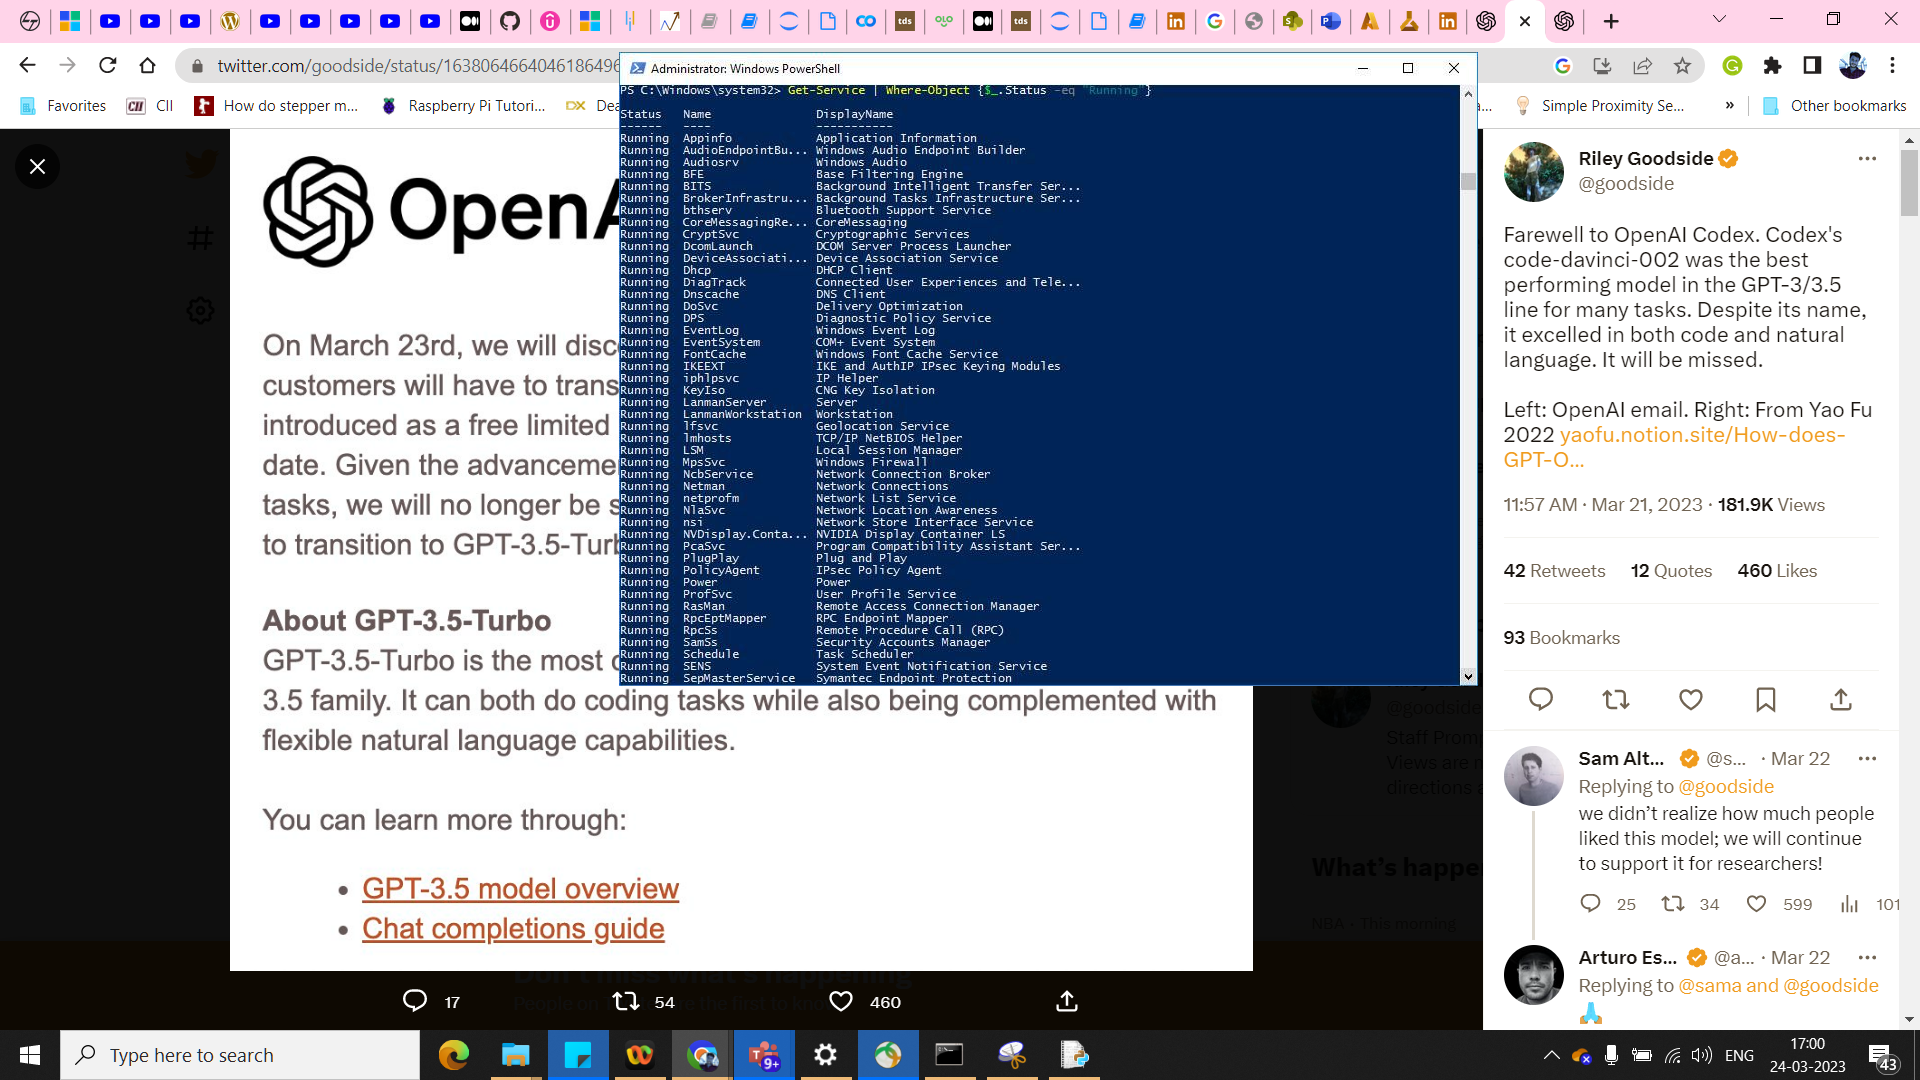 twitter.com/goodside/status/163806466404618649
Favorites
CII
How do stepper m...
Raspberry Pi Tutori...
Dea
Simple Proximity Se...
»
Other bookmarks
OpenA
On March 23rd, we will disc
customers will have to trans
introduced as a free limited
date. Given the advanceme
tasks, we will no longer be s
to transition to GPT-3.5-Turb
About GPT-3.5-Turbo
GPT-3.5-Turbo is the most c
3.5 family. It can both do coding tasks while also being complemented with
flexible natural language capabilities.
You can learn more through:
• GPT-3.5 model overview
• Chat completions guide
17
54
460
Administrator: Windows PowerShell
PS C:\Windows\system32> Get-Service | Where-Object {$_.Status -eq "Running"}
Status Name DisplayName
------ ---- -----------
Running Appinfo Application Information
Running AudioEndpointBu... Windows Audio Endpoint Builder
Running Audiosrv Windows Audio
Running BFE Base Filtering Engine
Running BITS Background Intelligent Transfer Ser...
Running BrokerInfrastru... Background Tasks Infrastructure Ser...
Running bthserv Bluetooth Support Service
Running CoreMessagingRe... CoreMessaging
Running CryptSvc Cryptographic Services
Running DcomLaunch DCOM Server Process Launcher
Running DeviceAssociati... Device Association Service
Running Dhcp DHCP Client
Running DiagTrack Connected User Experiences and Tele...
Running Dnscache DNS Client
Running DoSvc Delivery Optimization
Running DPS Diagnostic Policy Service
Running EventLog Windows Event Log
Running EventSystem COM+ Event System
Running FontCache Windows Font Cache Service
Running IKEEXT IKE and AuthIP IPsec Keying Modules
Running iphlpsvc IP Helper
Running KeyIso CNG Key Isolation
Running LanmanServer Server
Running LanmanWorkstation Workstation
Running lfsvc Geolocation Service
Running lmhosts TCP/IP NetBIOS Helper
Running LSM Local Session Manager
Running MpsSvc Windows Firewall
Running NcbService Network Connection Broker
Running Netman Network Connections
Running netprofm Network List Service
Running NlaSvc Network Location Awareness
Running nsi Network Store Interface Service
Running NVDisplay.Conta... NVIDIA Display Container LS
Running PcaSvc Program Compatibility Assistant Ser...
Running PlugPlay Plug and Play
Running PolicyAgent IPsec Policy Agent
Running Power Power
Running ProfSvc User Profile Service
Running RasMan Remote Access Connection Manager
Running RpcEptMapper RPC Endpoint Mapper
Running RpcSs Remote Procedure Call (RPC)
Running SamSs Security Accounts Manager
Running Schedule Task Scheduler
Running SENS System Event Notification Service
Running SepMasterService Symantec Endpoint Protection
@goodside
Staff Prom
Views are
directions
What's happe
NBA · This morning
Don't miss what's happening
Riley Goodside
@goodside
Farewell to OpenAI Codex. Codex's
code-davinci-002 was the best
performing model in the GPT-3/3.5
line for many tasks. Despite its name,
it excelled in both code and natural
language. It will be missed.
Left: OpenAI email. Right: From Yao Fu
2022 yaofu.notion.site/How-does-
GPT-O...
11:57 AM · Mar 21, 2023 · 181.9K Views
42 Retweets 12 Quotes 460 Likes
93 Bookmarks
Sam Alt... @s... · Mar 22
Replying to @goodside
we didn't realize how much people
liked this model; we will continue
to support it for researchers!
25 34 599 101
Arturo Es... @a... · Mar 22
Replying to @sama and @goodside
Type here to search
9+
ENG
17:00
24-03-2023
43